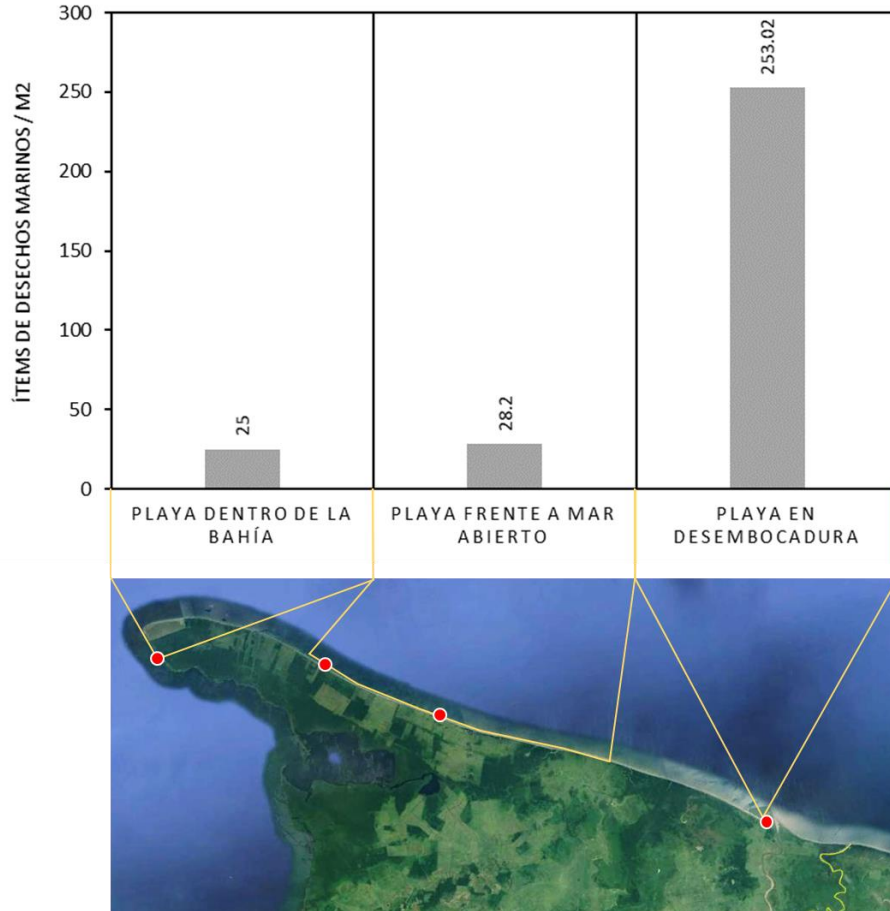 ÍTEMS DE DESECHOS MARINOS / M2
300
250
200
150
100
50
0
25
28.2
253.02
PLAYA DENTRO DE LA
BAHÍA
PLAYA FRENTE A MAR
ABIERTO
PLAYA EN
DESEMBOCADURA